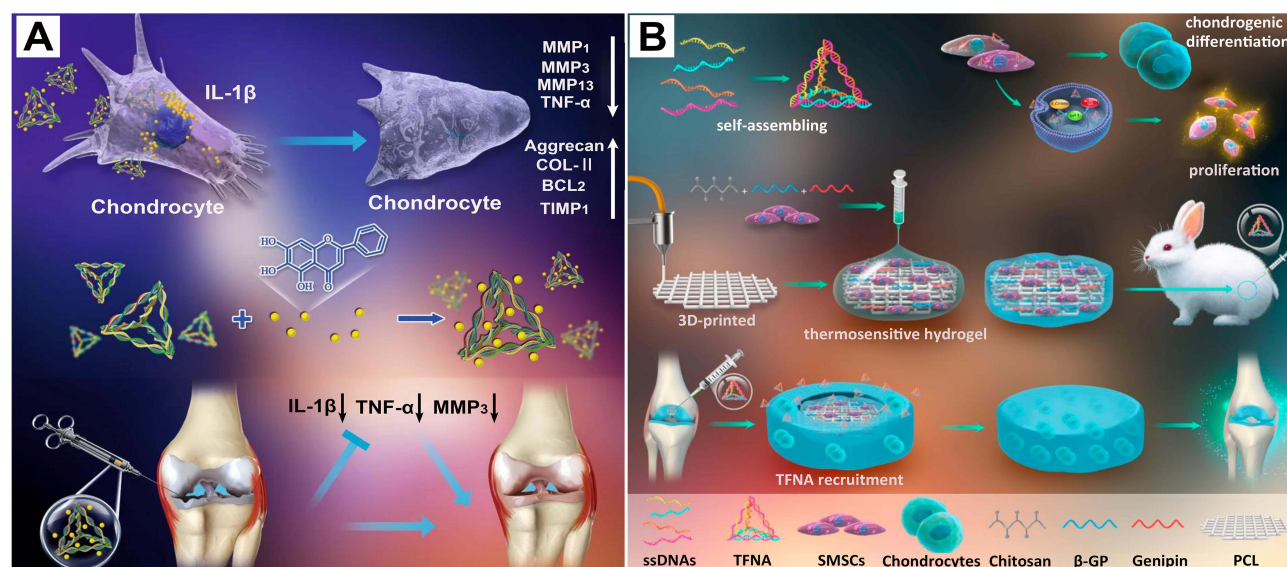 A
IL-1β
Chondrocyte
Chondrocyte
MMP1
MMP3
MMP13
TNF-α
Aggrecan
COL-Ⅱ
BCL2
TIMP1
HO
HO
OH
O
O
+
IL-1β
TNF-α
MMP3
B
self-assembling
chondrogenic
differentiation
proliferation
+
+
3D-printed
thermosensitive hydrogel
TFNA recruitment
ssDNAs
TFNA
SMSCs
Chondrocytes
Chitosan
β-GP
Genipin
PCL